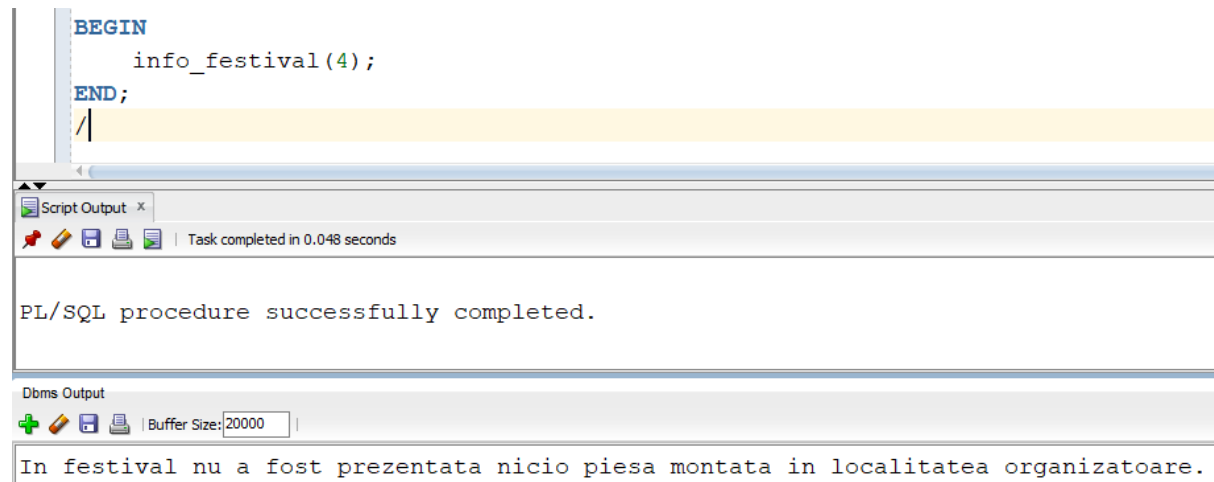 BEGIN
info_festival(4);
END;
/
Script Output x
| Task completed in 0.048 seconds
PL/SQL procedure successfully completed.
Dbms Output
| Buffer Size: 20000 |
In festival nu a fost prezentata nicio piesa montata in localitatea organizatoare.